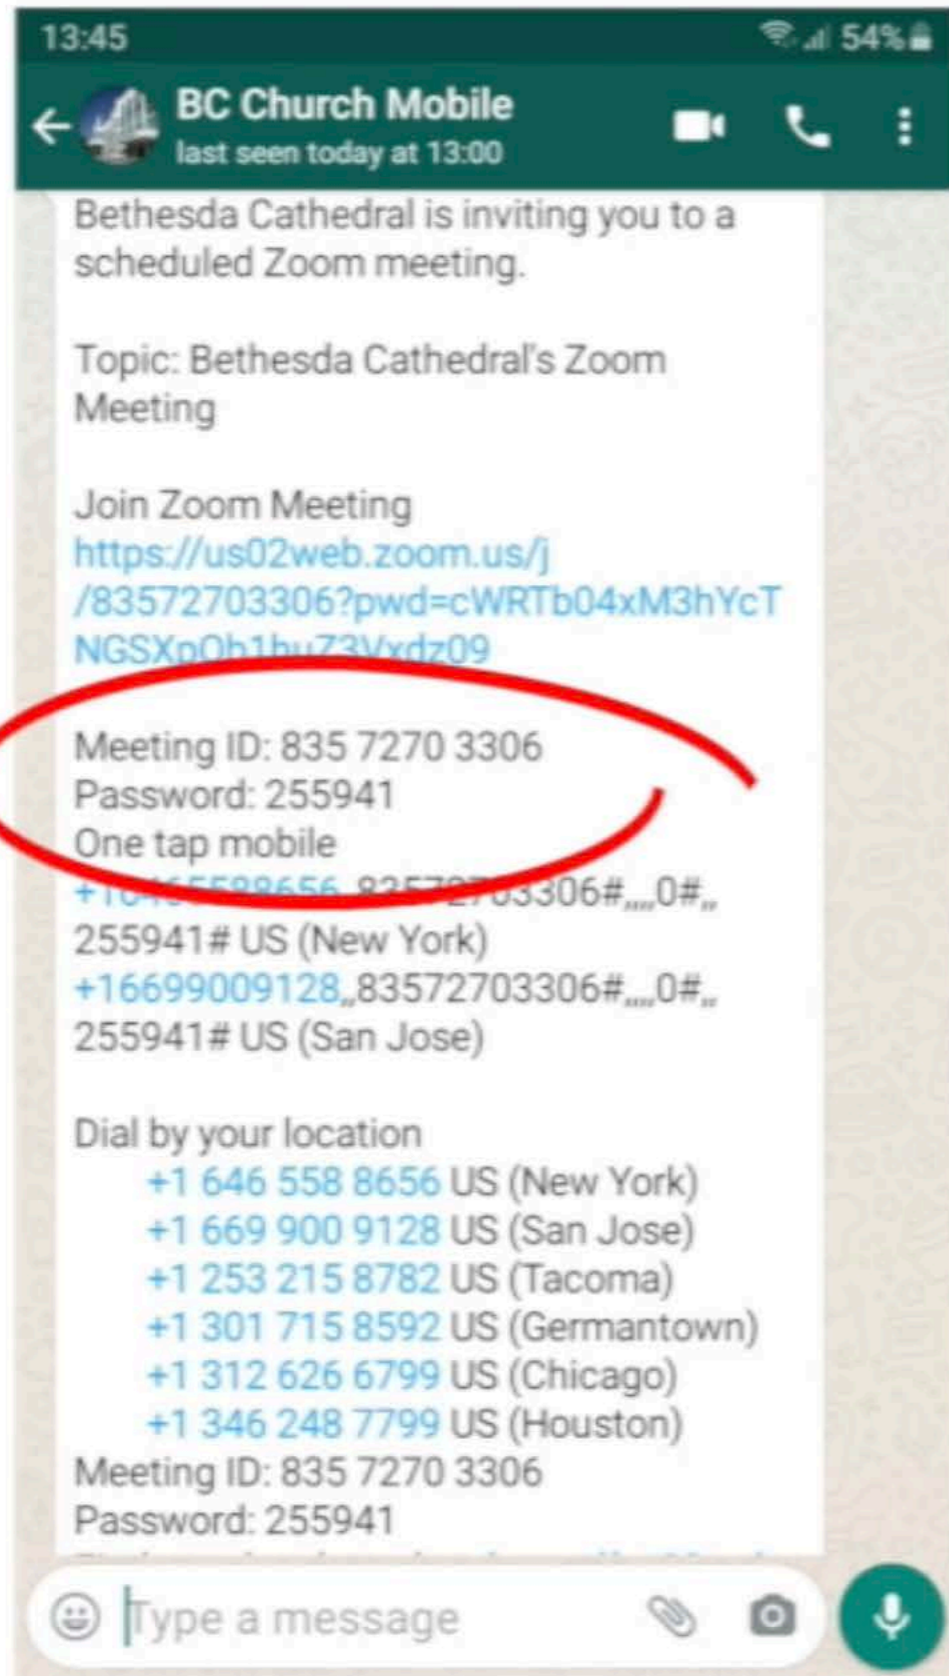 13:45 54%
BC Church Mobile
last seen today at 13:00
Bethesda Cathedral is inviting you to a
scheduled Zoom meeting.
Topic: Bethesda Cathedral's Zoom
Meeting
Join Zoom Meeting
https://us02web.zoom.us/j
/83572703306?pwd=cWRTb04xM3hYcT
Meeting ID: 835 7270 3306
Password: 255941
One tap mobile
+16465588656,,83572703306#,,,,0#,,
255941# US (New York)
+16699009128,,83572703306#,,,,0#,,
255941# US (San Jose)
Dial by your location
+1 646 558 8656 US (New York)
+1 669 900 9128 US (San Jose)
+1 253 215 8782 US (Tacoma)
+1 301 715 8592 US (Germantown)
+1 312 626 6799 US (Chicago)
+1 346 248 7799 US (Houston)
Meeting ID: 835 7270 3306
Password: 255941
Type a message